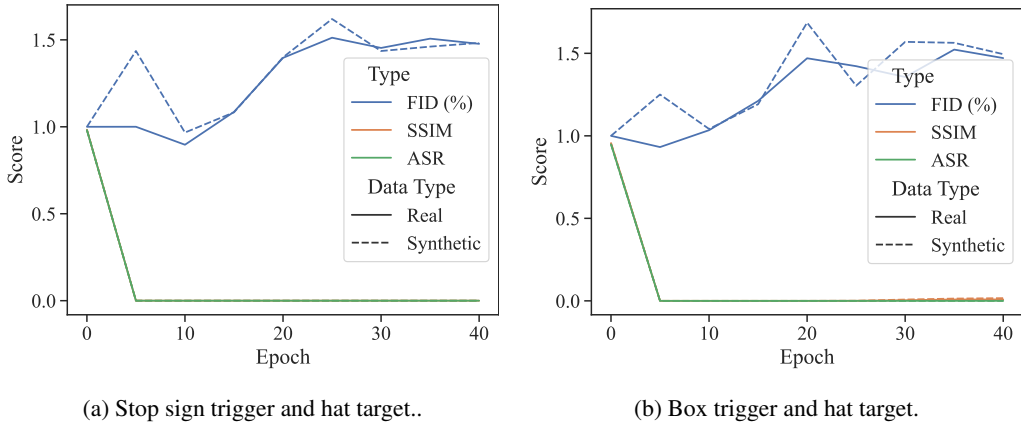 1.5
1.0
0.5
0.0
Score
0 10 20 30 40
Epoch
Type
FID (%)
SSIM
ASR
Data Type
Real
Synthetic
(a) Stop sign trigger and hat target..
1.5
1.0
0.5
0.0
Score
0 10 20 30 40
Epoch
Type
FID (%)
SSIM
ASR
Data Type
Real
Synthetic
(b) Box trigger and hat target.